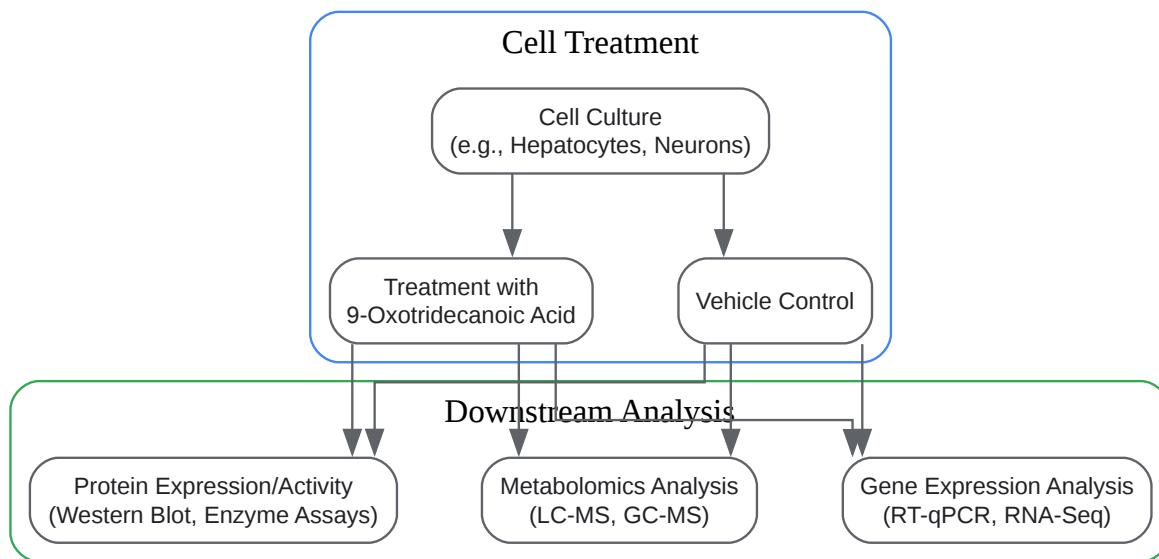 Cell Treatment
Cell Culture
(e.g., Hepatocytes, Neurons)
Treatment with
9-Oxotridecanoic Acid
Vehicle Control
Downstream Analysis
Protein Expression/Activity
(Western Blot, Enzyme Assays)
Metabolomics Analysis
(LC-MS, GC-MS)
Gene Expression Analysis
(RT-qPCR, RNA-Seq)